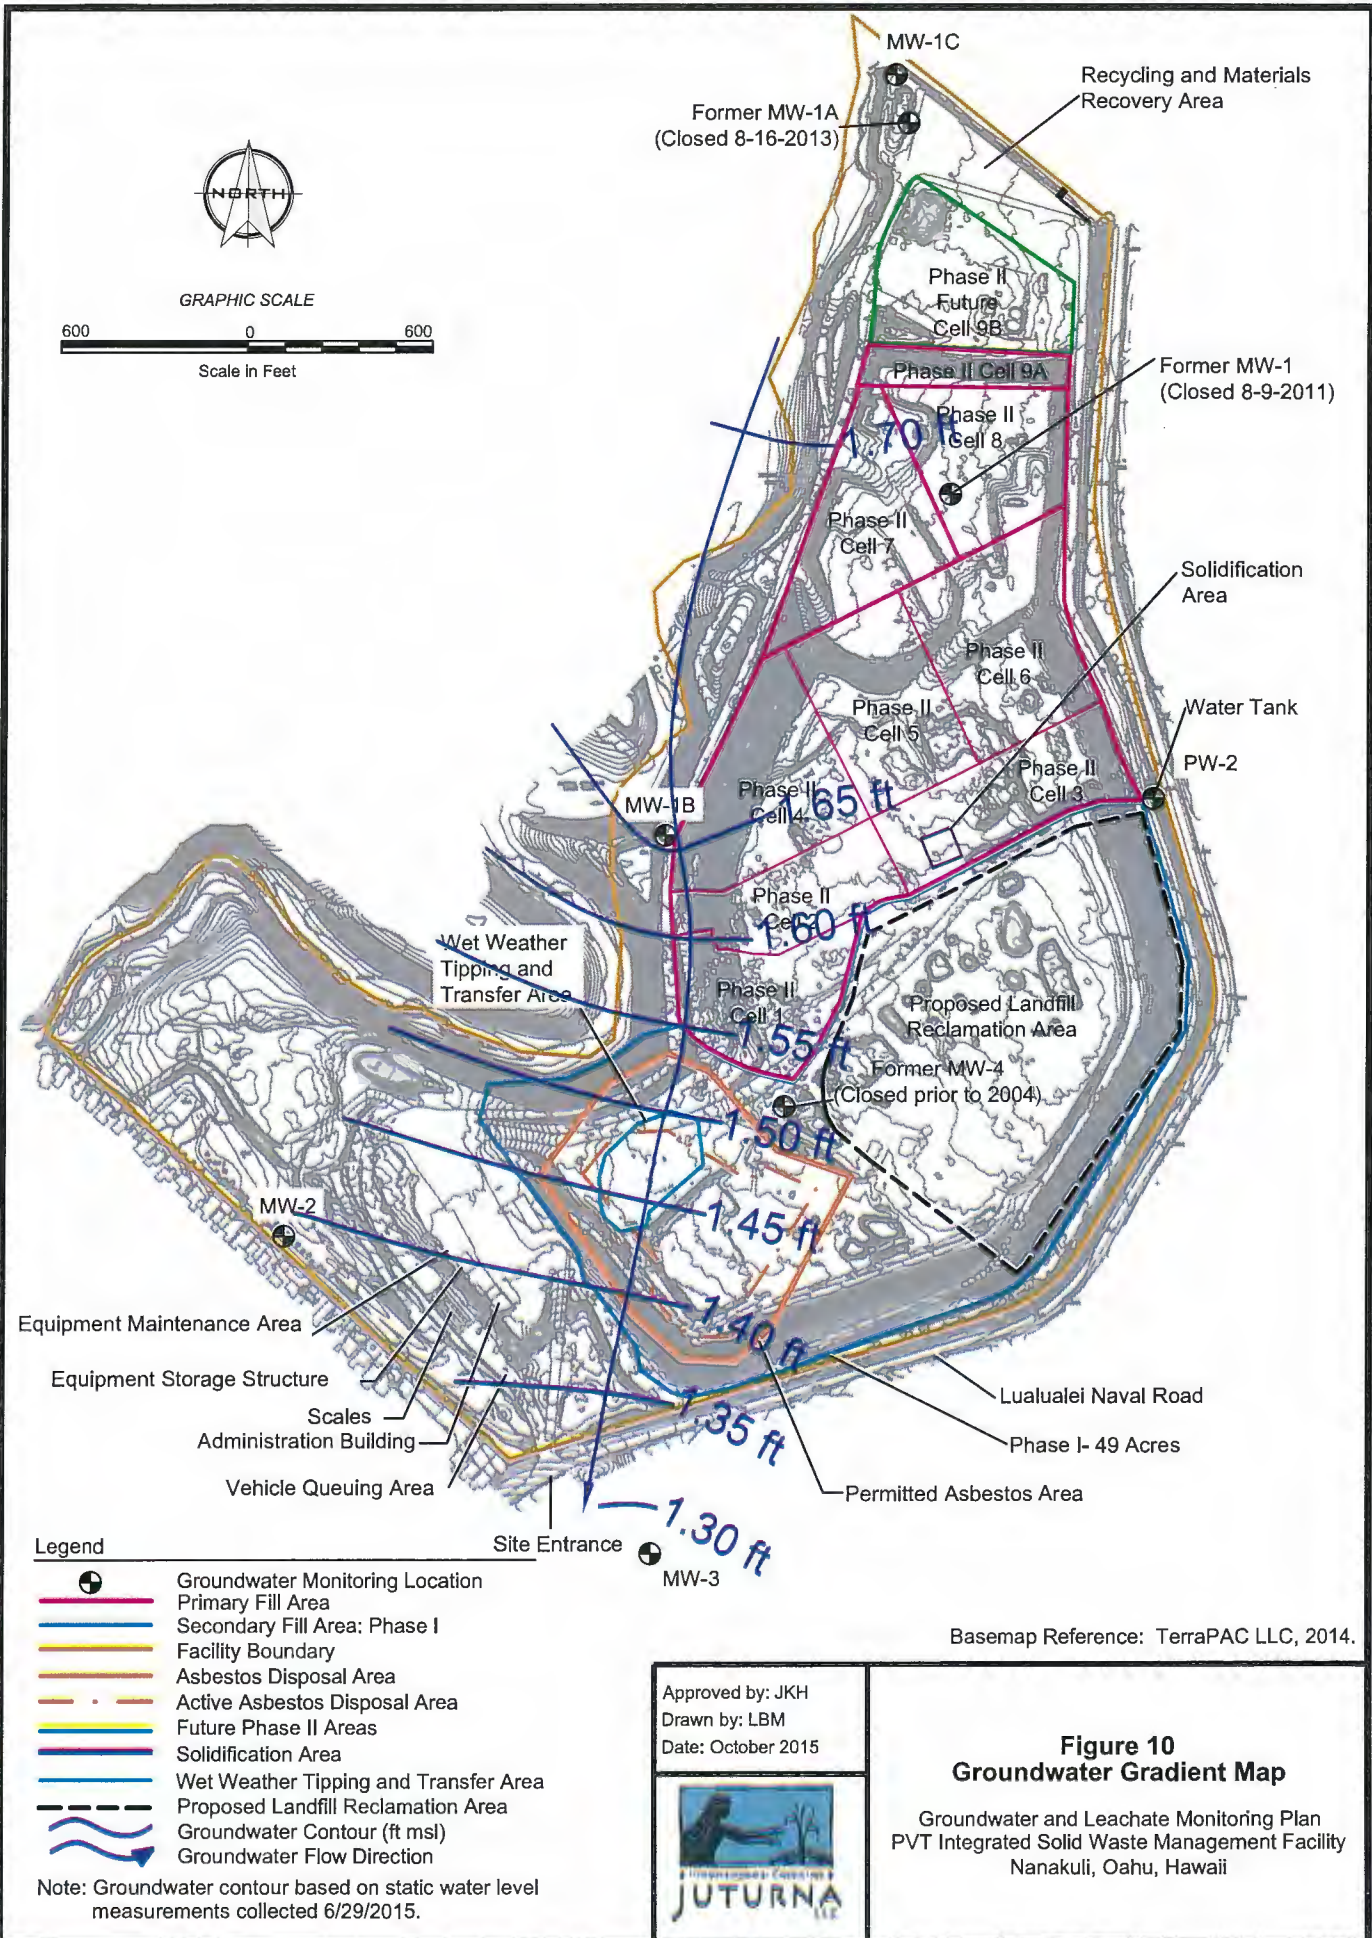 MW-1C
Recycling and Materials
Recovery Area
Former MW-1A
(Closed 8-16-2013)
NORTH
GRAPHIC SCALE
600 0 600
Scale in Feet
Phase II
Future
Cell 9B
Phase II Cell 9A
Former MW-1
(Closed 8-9-2011)
Phase II
Cell 8
1.70 ft
Phase II
Cell 7
Solidification
Area
Phase II
Cell 6
Phase II
Cell 5
Water Tank
PW-2
Phase II
Cell 3
Phase II
Cell 4
1.65 ft
MW-1B
Phase II
Cell 2
1.60 ft
Wet Weather
Tipping and
Transfer Area
Phase II
Cell 1
1.55 ft
Proposed Landfill
Reclamation Area
Former MW-4
(Closed prior to 2004)
1.50 ft
1.45 ft
MW-2
1.40 ft
Equipment Maintenance Area
Equipment Storage Structure
Scales
Administration Building
Vehicle Queuing Area
1.35 ft
Lualualei Naval Road
Phase I- 49 Acres
Permitted Asbestos Area
1.30 ft
Site Entrance
MW-3
Legend
Groundwater Monitoring Location
Primary Fill Area
Secondary Fill Area: Phase I
Facility Boundary
Asbestos Disposal Area
Active Asbestos Disposal Area
Future Phase II Areas
Solidification Area
Wet Weather Tipping and Transfer Area
Proposed Landfill Reclamation Area
Groundwater Contour (ft msl)
Groundwater Flow Direction
Note: Groundwater contour based on static water level
measurements collected 6/29/2015.
Basemap Reference: TerraPAC LLC, 2014.
Approved by: JKH
Drawn by: LBM
Date: October 2015
JUTURNA
LLC
Figure 10
Groundwater Gradient Map
Groundwater and Leachate Monitoring Plan
PVT Integrated Solid Waste Management Facility
Nanakuli, Oahu, Hawaii